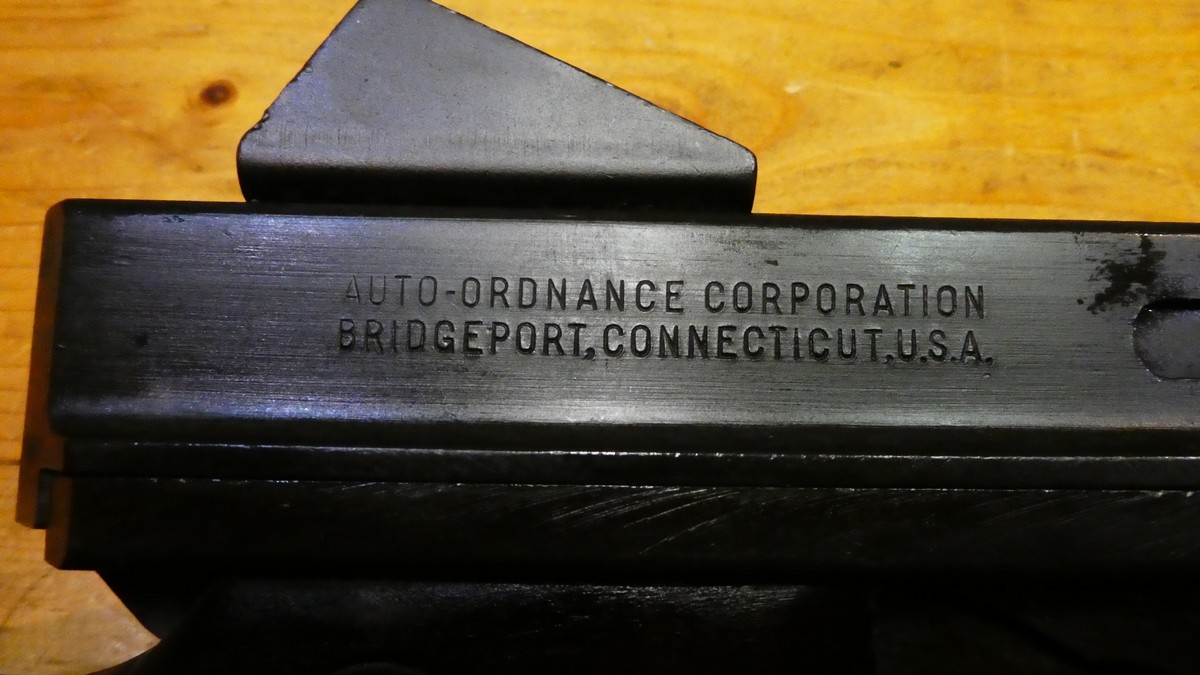 AUTO-ORDNANCE CORPORATION
BRIDGEPORT, CONNECTICUT, U.S.A.